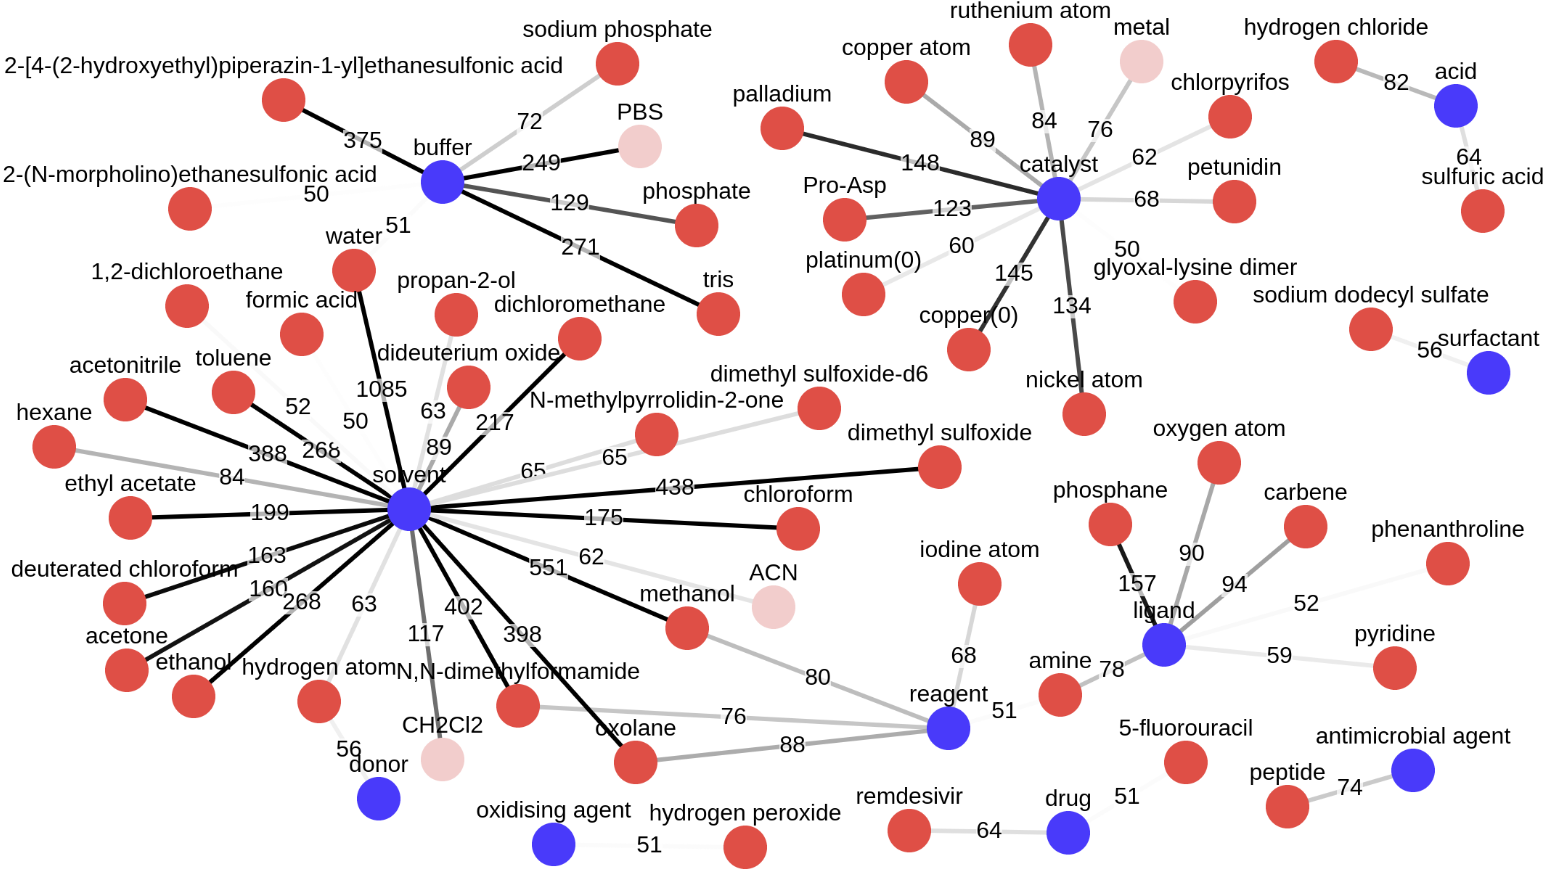 ruthenium atom
sodium phosphate
metal
hydrogen chloride
copper atom
2-[4-(2-hydroxyethyl)piperazin-1-yl]ethanesulfonic acid
acid
chlorpyrifos
82
palladium
PBS
72
84
76
375
buffer
89
62
64
249
148
catalyst
petunidin
2-(N-morpholino)ethanesulfonic acid
50
phosphate
Pro-Asp
sulfuric acid
129
123
68
51
water
271
60
50
platinum(0)
glyoxal-lysine dimer
1,2-dichloroethane
propan-2-ol
tris
145
formic acid
dichloromethane
134
sodium dodecyl sulfate
copper(0)
surfactant
56
toluene
dideuterium oxide
acetonitrile
dimethyl sulfoxide-d6
nickel atom
1085
N-methylpyrrolidin-2-one
hexane
52
50
63
217
oxygen atom
dimethyl sulfoxide
388
268
89
65
65
84
solvent
ethyl acetate
438
chloroform
phosphane
carbene
199
175
phenanthroline
163
62
iodine atom
90
deuterated chloroform
551
ACN
157
94
160
268
63
402
methanol
ligand
52
acetone
117
398
pyridine
ethanol
hydrogen atom
N,N-dimethylformamide
80
68
amine
78
59
reagent
51
CH2Cl2
oxolane
76
5-fluorouracil
56
88
antimicrobial agent
donor
peptide
74
oxidising agent
hydrogen peroxide
remdesivir
drug
51
64
51